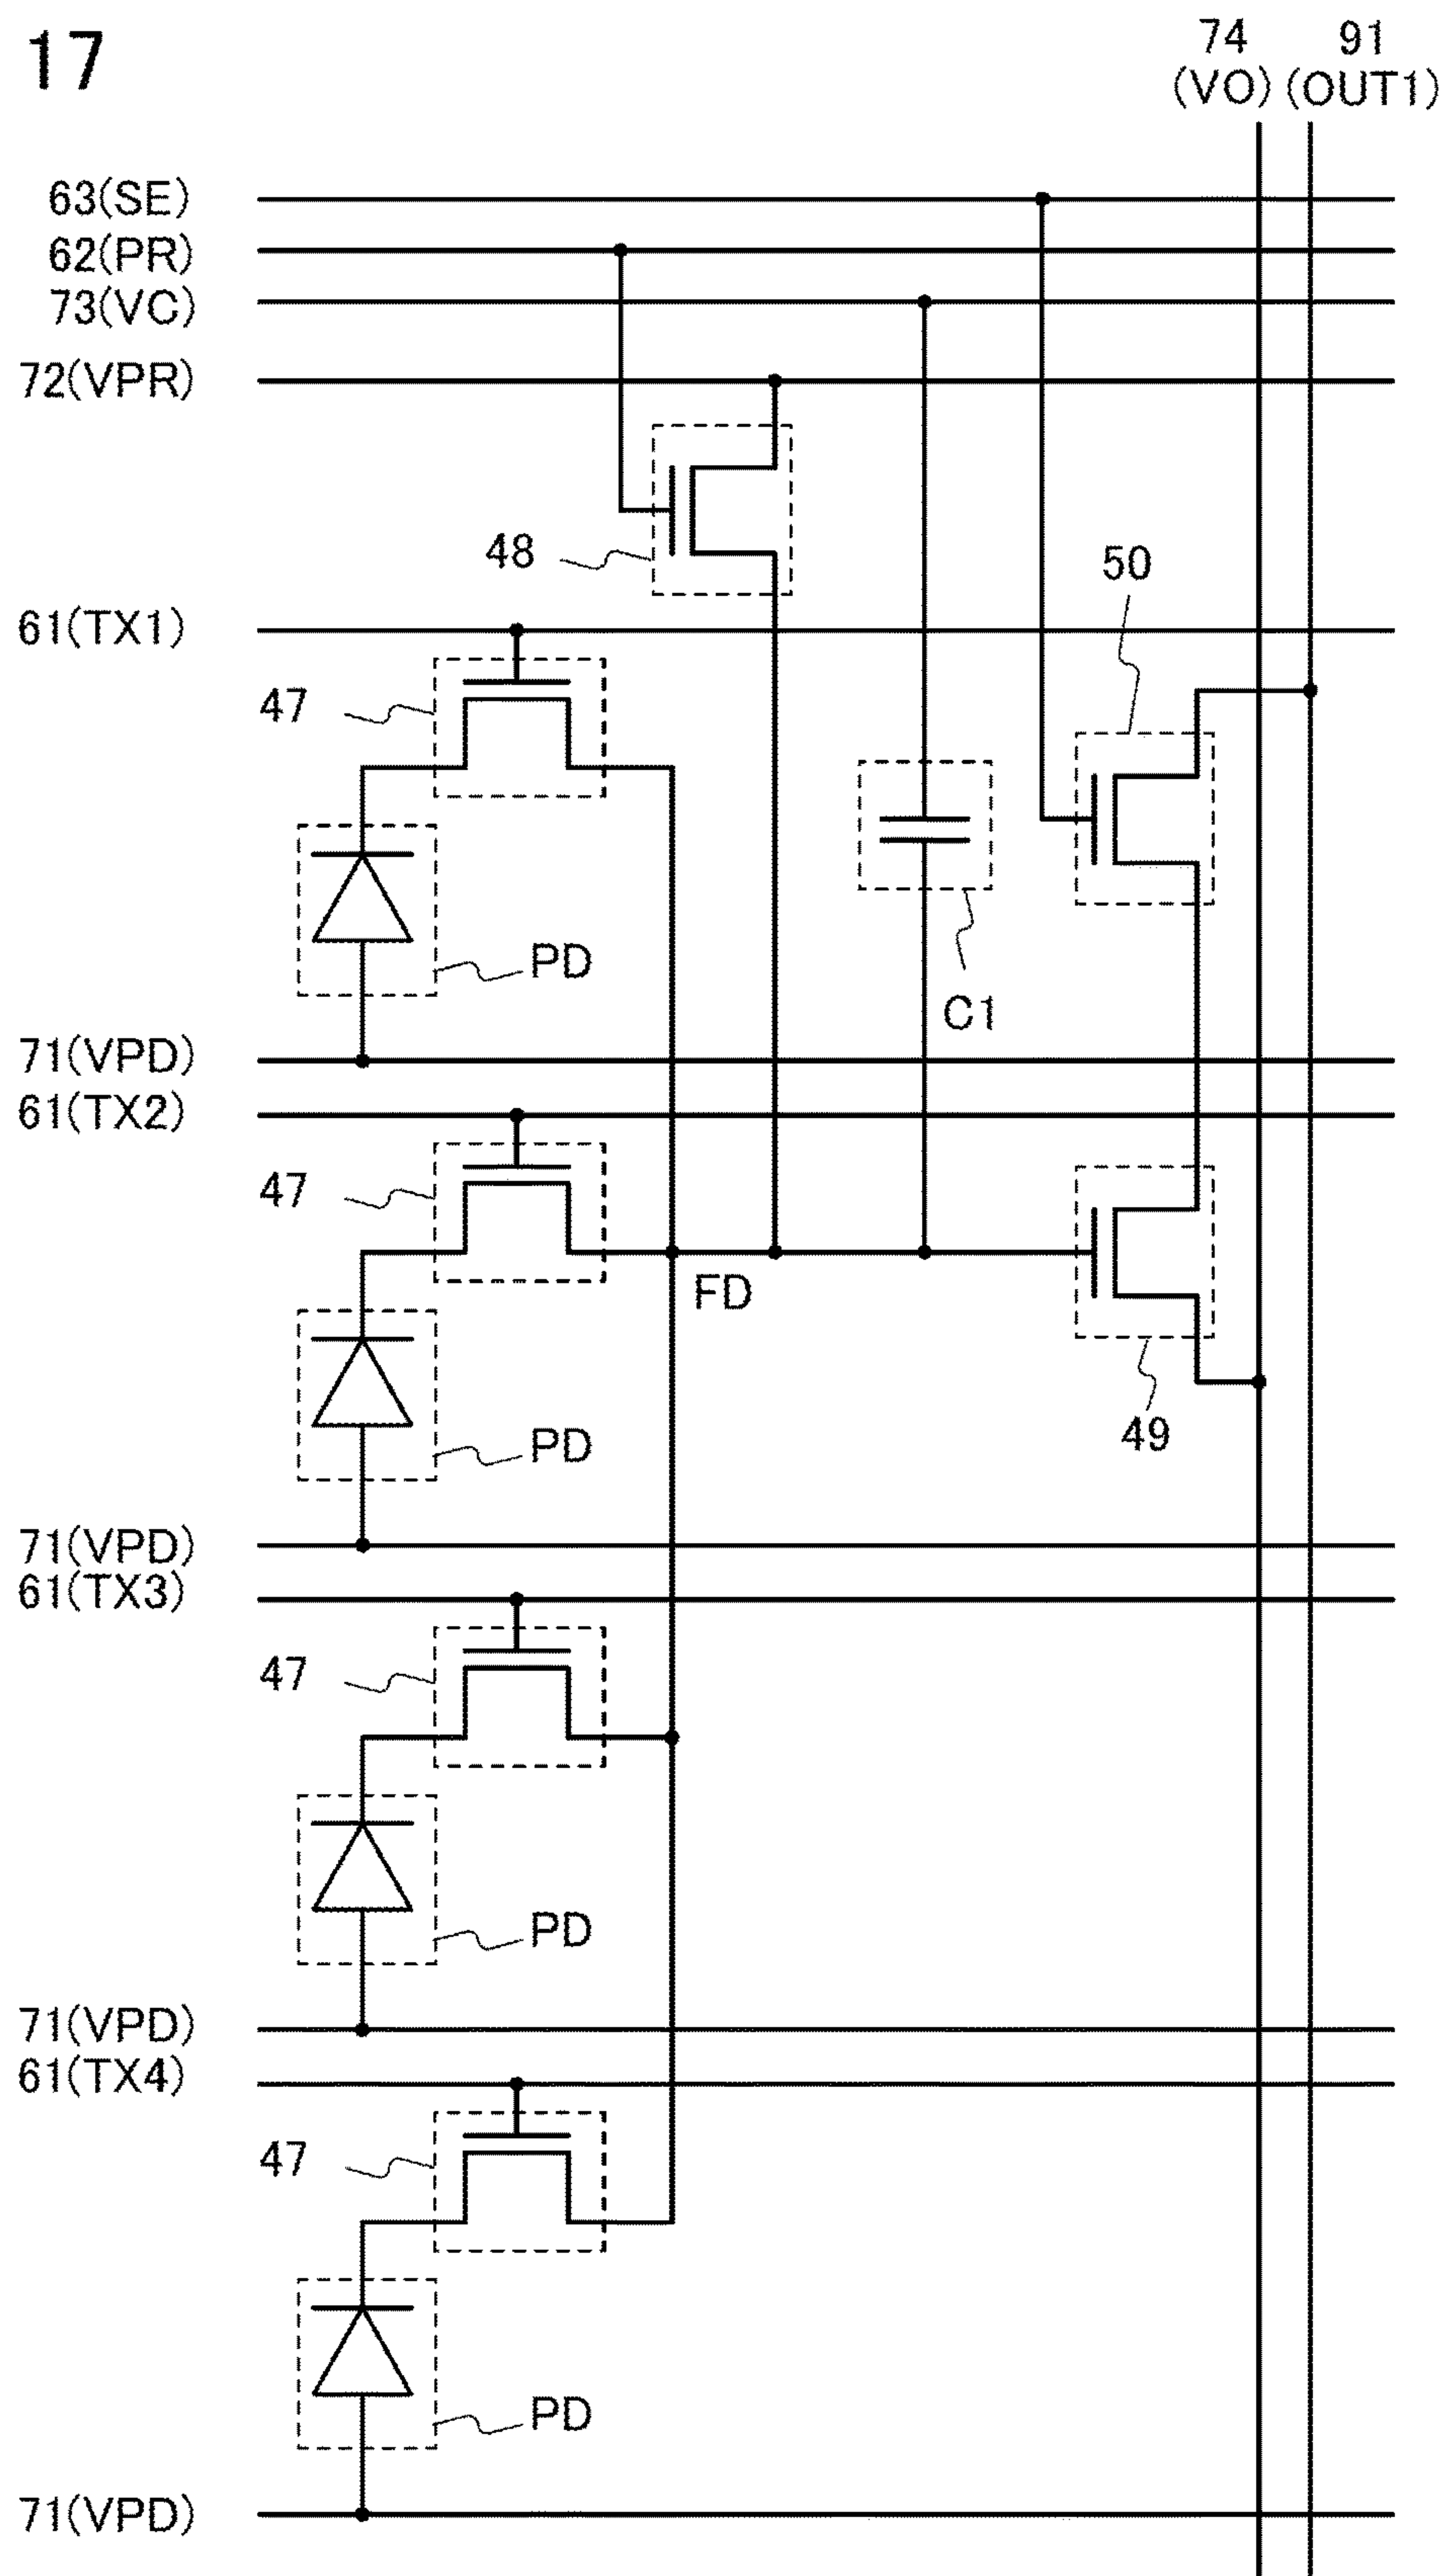 17
74
91
(VO)
(OUT1)
63(SE)
62(PR)
73(VC)
72(VPR)
48
50
61(TX1)
47
PD
C1
71(VPD)
61(TX2)
47
FD
PD
49
71(VPD)
61(TX3)
47
PD
71(VPD)
61(TX4)
47
PD
71(VPD)